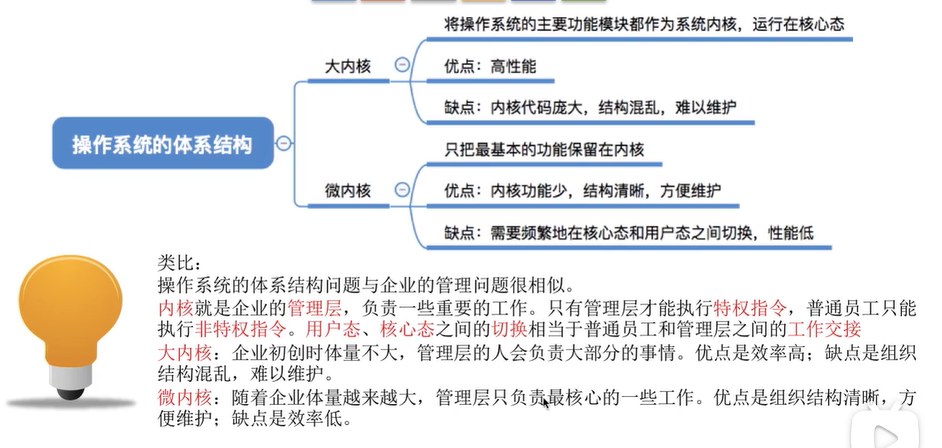 将操作系统的主要功能模块都作为系统内核，运行在核心态
大内核
优点：高性能
缺点：内核代码庞大，结构混乱，难以维护
操作系统的体系结构
只把最基本的功能保留在内核
微内核
优点：内核功能少，结构清晰，方便维护
缺点：需要频繁地在核心态和用户态之间切换，性能低
类比：
操作系统的体系结构问题与企业的管理问题很相似。
内核就是企业的管理层，负责一些重要的工作。只有管理层才能执行特权指令，普通员工只能
执行非特权指令。用户态、核心态之间的切换相当于普通员工和管理层之间的工作交接
大内核：企业初创时体量不大，管理层的人会负责大部分的事情。优点是效率高；缺点是组织
结构混乱，难以维护。
微内核：随着企业体量越来越大，管理层只负责最核心的一些工作。优点是组织结构清晰，方
便维护；缺点是效率低。